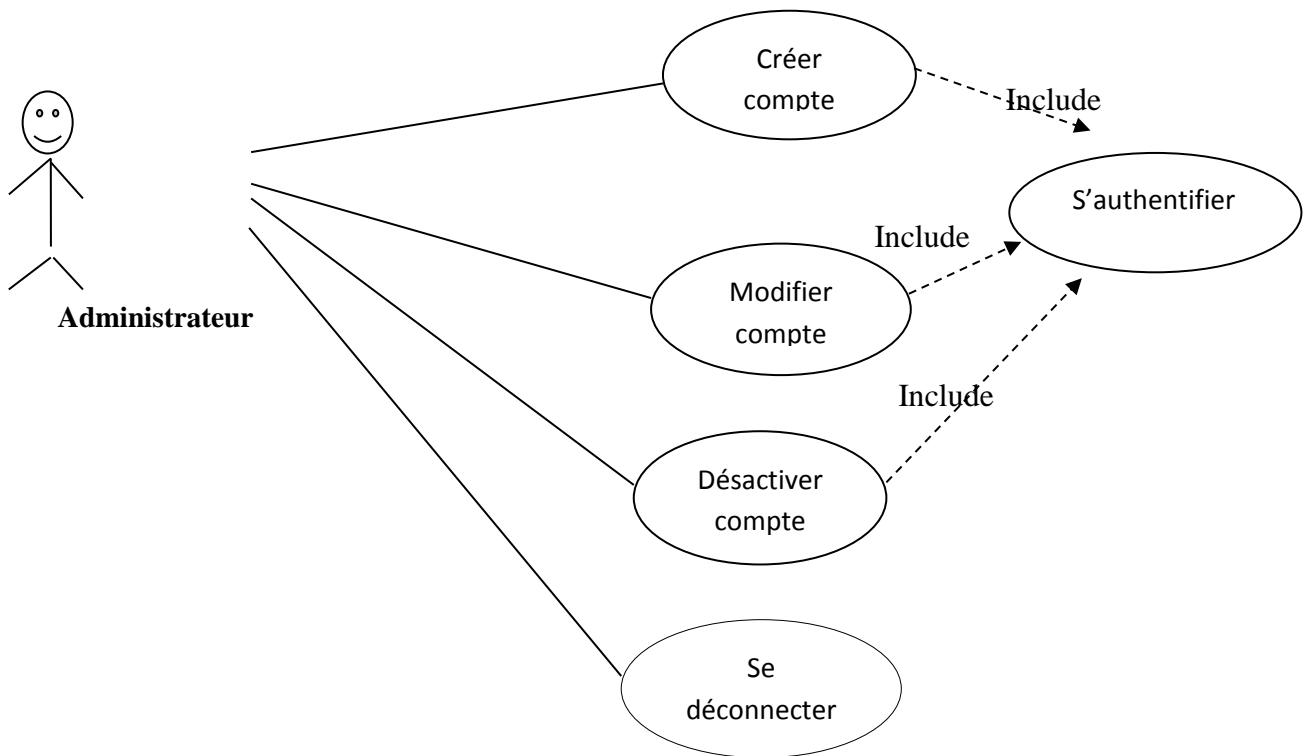 Créer
compte
Include
S’authentifier
Include
Modifier
compte
Administrateur
Include
Désactiver
compte
Se
déconnecter